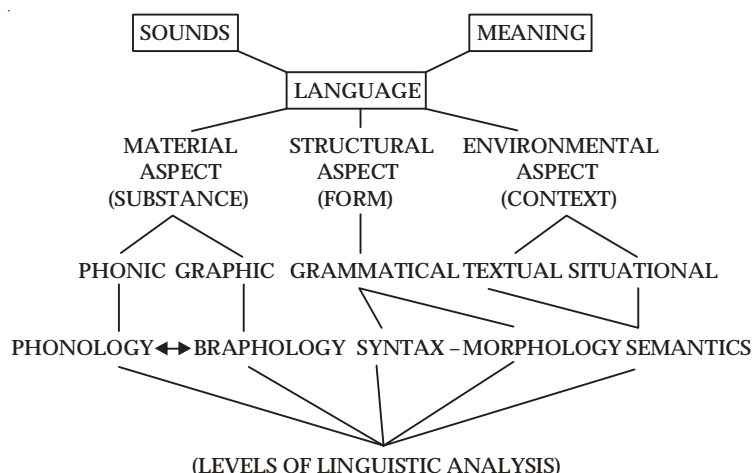 SOUNDS MEANING
LANGUAGE
MATERIAL STRUCTURAL ENVIRONMENTAL
ASPECT ASPECT ASPECT
(SUBSTANCE) (FORM) (CONTEXT)
PHONIC GRAPHIC GRAMMATICAL TEXTUAL SITUATIONAL
PHONOLOGY BRAPHOLOGY SYNTAX – MORPHOLOGY SEMANTICS
(LEVELS OF LINGUISTIC ANALYSIS)